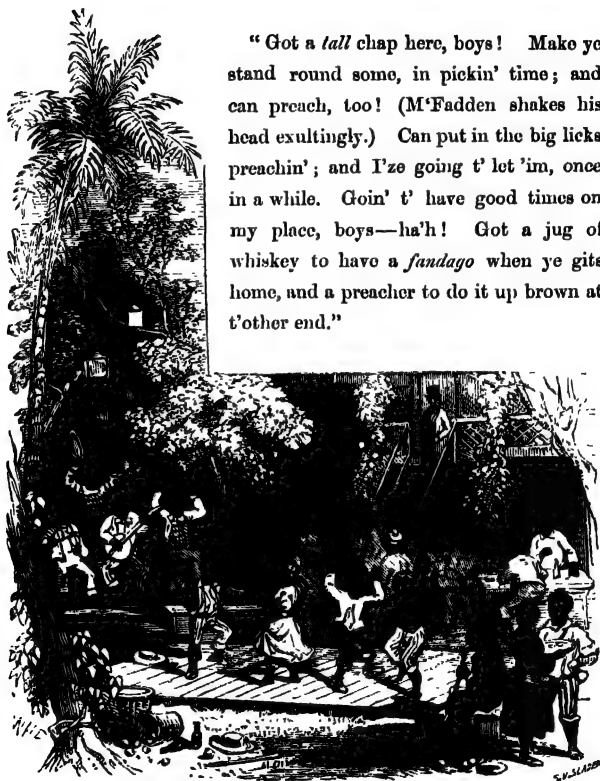 “ Got a tall chap here, boys! Make ye
stand round some, in pickin’ time; and
can preach, too! (M‘Fadden shakes his
head exultingly.) Can put in the big licks
preachin’; and I’ze going t’ let ’im, once
in a while. Goin’ t’ have good times on
my place, boys—ha’h! Got a jug of
whiskey to have a fandago when ye gits
home, and a preacher to do it up brown at
t’other end.”